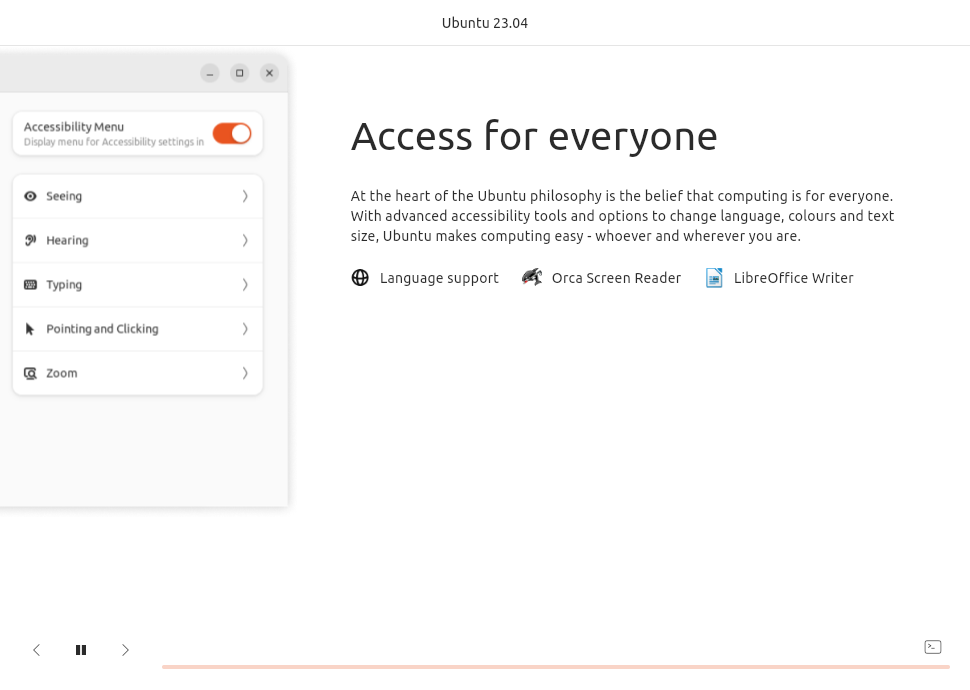 Ubuntu 23.04
Accessibility Menu
Display menu for Accessibility settings in
Seeing
Hearing
Typing
Pointing and Clicking
Zoom
Access for everyone
At the heart of the Ubuntu philosophy is the belief that computing is for everyone.
With advanced accessibility tools and options to change language, colours and text
size, Ubuntu makes computing easy - whoever and wherever you are.
Language support
Orca Screen Reader
LibreOffice Writer